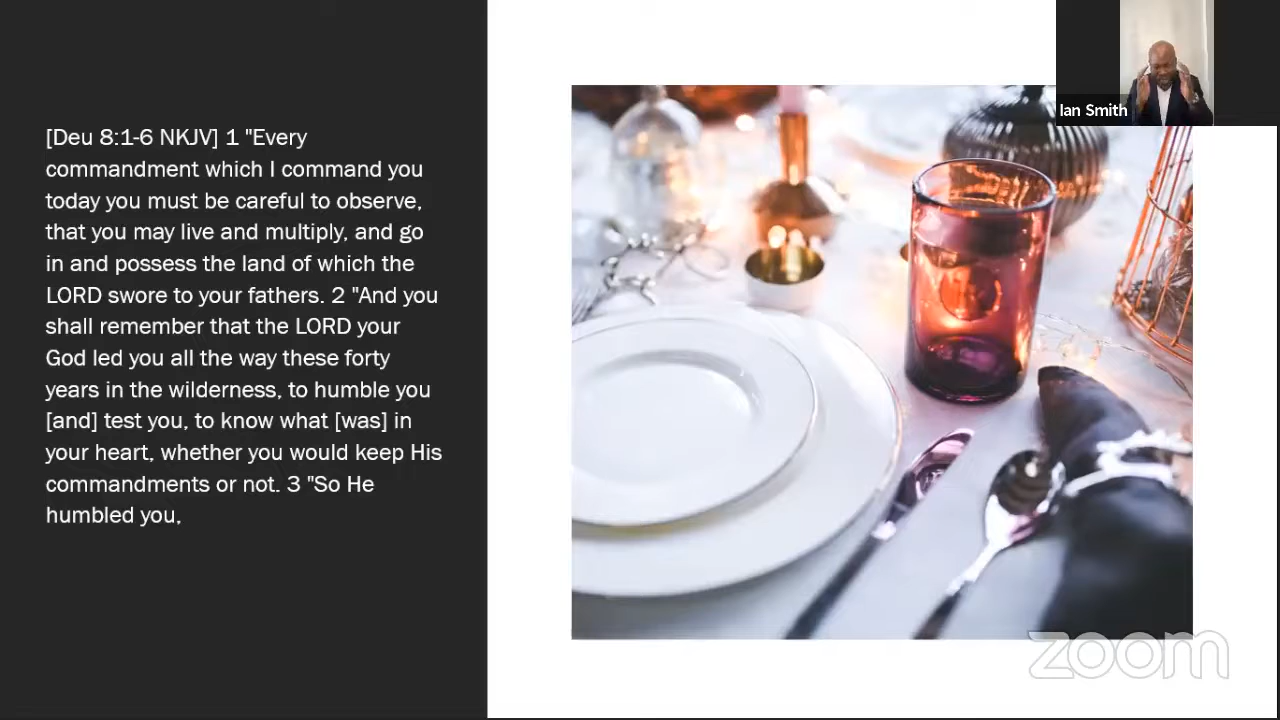 [Deu 8:1-6 NKJV] 1 "Every
commandment which I command you
today you must be careful to observe,
that you may live and multiply, and go
in and possess the land of which the
LORD swore to your fathers. 2 "And you
shall remember that the LORD your
God led you all the way these forty
years in the wilderness, to humble you
[and] test you, to know what [was] in
your heart, whether you would keep His
commandments or not. 3 "So He
humbled you,
Ian Smith
zoom